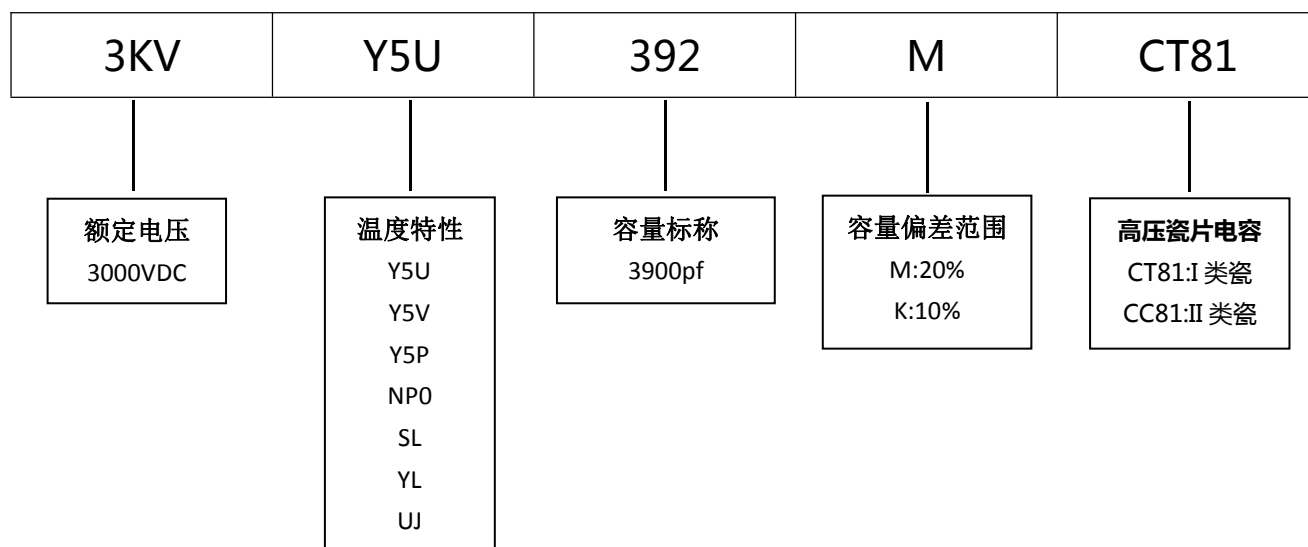 3KV Y5U 392 M CT81
额定电压
3000VDC
温度特性
Y5U
Y5V
Y5P
NP0
SL
YL
UJ
容量标称
3900pf
容量偏差范围
M:20%
K:10%
高压瓷片电容
CT81:I 类瓷
CC81:II 类瓷